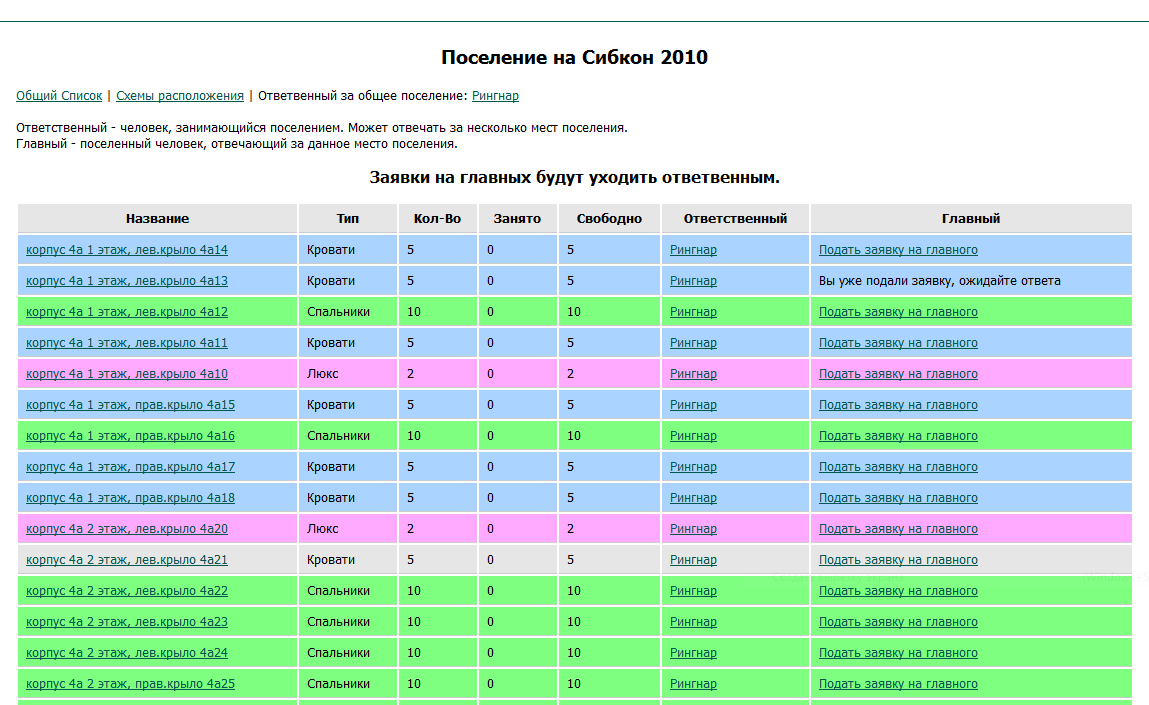 Поселение на Сибкон 2010
Общий Список | Схемы расположения | Ответвенный за общее поселение: Рингнар
Ответственный - человек, занимающийся поселением. Может отвечать за несколько мест поселения.
Главный - поселенный человек, отвечающий за данное место поселения.
Заявки на главных будут уходить ответвенным.
Название Тип Кол-Во Занято Свободно Ответственный Главный
корпус 4а 1 этаж, лев.крыло 4а14 Кровати 5 0 5 Рингнар Подать заявку на главного
корпус 4а 1 этаж, лев.крыло 4а13 Кровати 5 0 5 Рингнар Вы уже подали заявку, ожидайте ответа
корпус 4а 1 этаж, лев.крыло 4а12 Спальники 10 0 10 Рингнар Подать заявку на главного
корпус 4а 1 этаж, лев.крыло 4а11 Кровати 5 0 5 Рингнар Подать заявку на главного
корпус 4а 1 этаж, лев.крыло 4а10 Люкс 2 0 2 Рингнар Подать заявку на главного
корпус 4а 1 этаж, прав.крыло 4а15 Кровати 5 0 5 Рингнар Подать заявку на главного
корпус 4а 1 этаж, прав.крыло 4а16 Спальники 10 0 10 Рингнар Подать заявку на главного
корпус 4а 1 этаж, прав.крыло 4а17 Кровати 5 0 5 Рингнар Подать заявку на главного
корпус 4а 1 этаж, прав.крыло 4а18 Кровати 5 0 5 Рингнар Подать заявку на главного
корпус 4а 2 этаж, лев.крыло 4а20 Люкс 2 0 2 Рингнар Подать заявку на главного
корпус 4а 2 этаж, лев.крыло 4а21 Кровати 5 0 5 Рингнар Подать заявку на главного
корпус 4а 2 этаж, лев.крыло 4а22 Спальники 10 0 10 Рингнар Подать заявку на главного
корпус 4а 2 этаж, лев.крыло 4а23 Спальники 10 0 10 Рингнар Подать заявку на главного
корпус 4а 2 этаж, лев.крыло 4а24 Спальники 10 0 10 Рингнар Подать заявку на главного
корпус 4а 2 этаж, прав.крыло 4а25 Спальники 10 0 10 Рингнар Подать заявку на главного